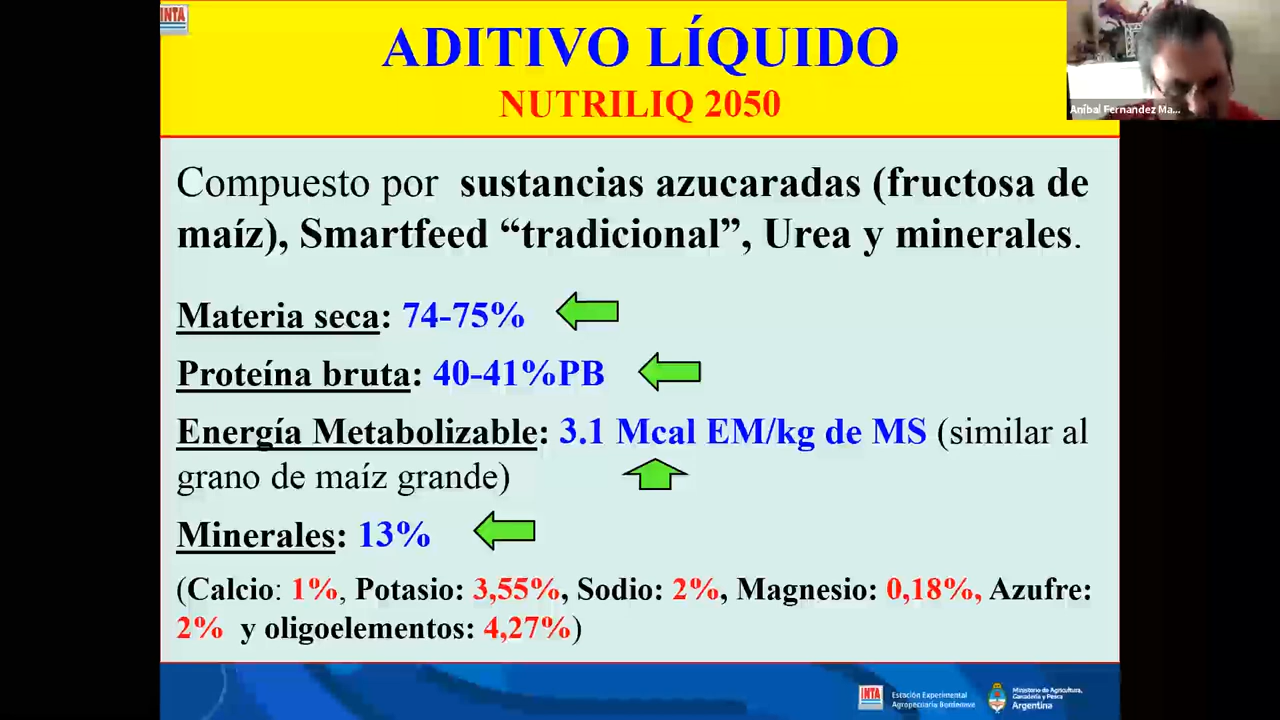 INTA
ADITIVO LÍQUIDO
NUTRILIQ 2050
Anibal Fernandez Ma...
Compuesto por sustancias azucaradas (fructosa de
maíz), Smartfeed “tradicional”, Urea y minerales.
Materia seca: 74-75%
Proteína bruta: 40-41%PB
Energía Metabolizable: 3.1 Mcal EM/kg de MS (similar al
grano de maíz grande)
Minerales: 13%
(Calcio: 1%, Potasio: 3,55%, Sodio: 2%, Magnesio: 0,18%, Azufre:
2% y oligoelementos: 4,27%)
INTA
Estación Experimental
Agropecuaria Bordenave
Ministerio de Agricultura,
Ganadería y Pesca
Argentina